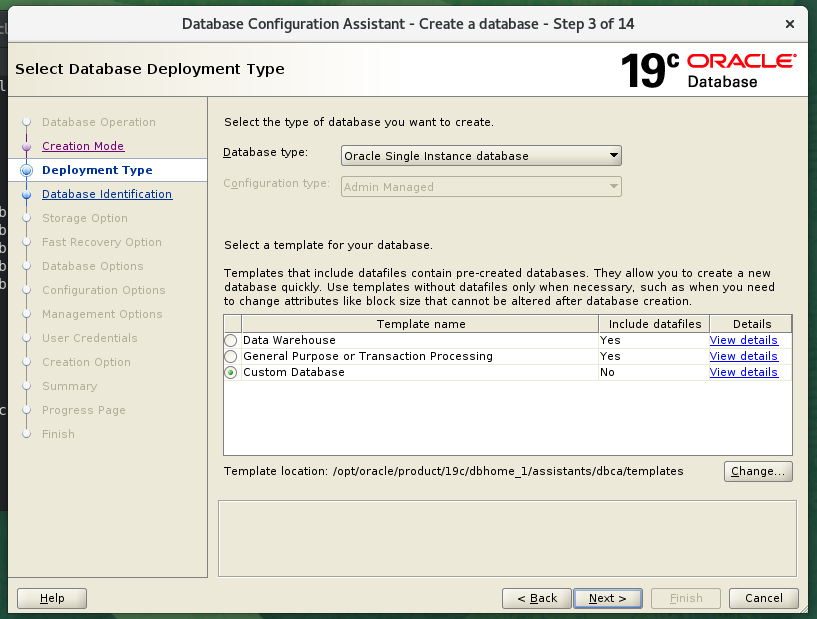 Database Configuration Assistant - Create a database - Step 3 of 14
Select Database Deployment Type
19c ORACLE
Database
Database Operation
Creation Mode
Deployment Type
Database Identification
Storage Option
Fast Recovery Option
Database Options
Configuration Options
Management Options
User Credentials
Creation Option
Summary
Progress Page
Finish
Select the type of database you want to create.
Database type: Oracle Single Instance database
Configuration type: Admin Managed
Select a template for your database.
Templates that include datafiles contain pre-created databases. They allow you to create a new
database quickly. Use templates without datafiles only when necessary, such as when you need
to change attributes like block size that cannot be altered after database creation.
Template name Include datafiles Details
Data Warehouse Yes View details
General Purpose or Transaction Processing Yes View details
Custom Database No View details
Template location: /opt/oracle/product/19c/dbhome_1/assistants/dbca/templates Change...
Help < Back Next > Finish Cancel